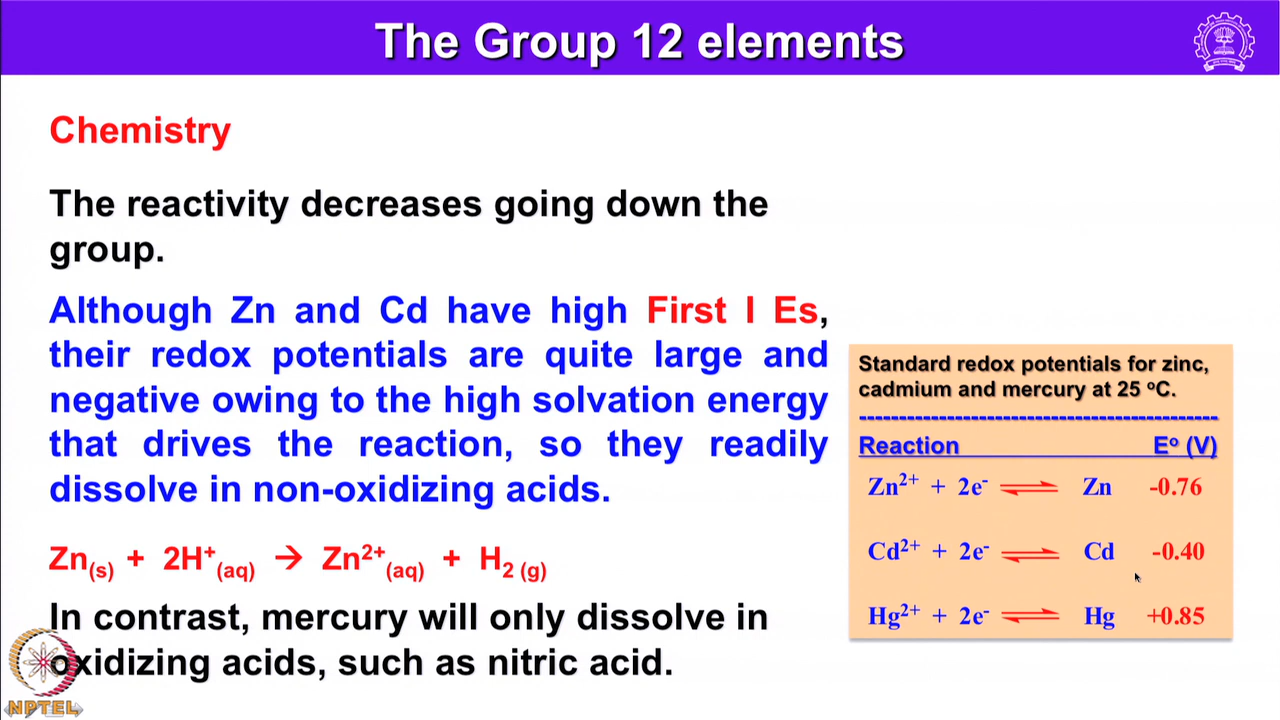 The Group 12 elements
Chemistry
The reactivity decreases going down the
group.
Although Zn and Cd have high First I Es,
their redox potentials are quite large and
negative owing to the high solvation energy
that drives the reaction, so they readily
dissolve in non-oxidizing acids.
Zn(s) + 2H⁺(aq) → Zn²⁺(aq) + H₂ (g)
In contrast, mercury will only dissolve in
oxidizing acids, such as nitric acid.
Standard redox potentials for zinc,
cadmium and mercury at 25 ºC.
--------------------------------------------------
Reaction Eº (V)
Zn²⁺ + 2e⁻ ⇌ Zn -0.76
Cd²⁺ + 2e⁻ ⇌ Cd -0.40
Hg²⁺ + 2e⁻ ⇌ Hg +0.85
NPTEL